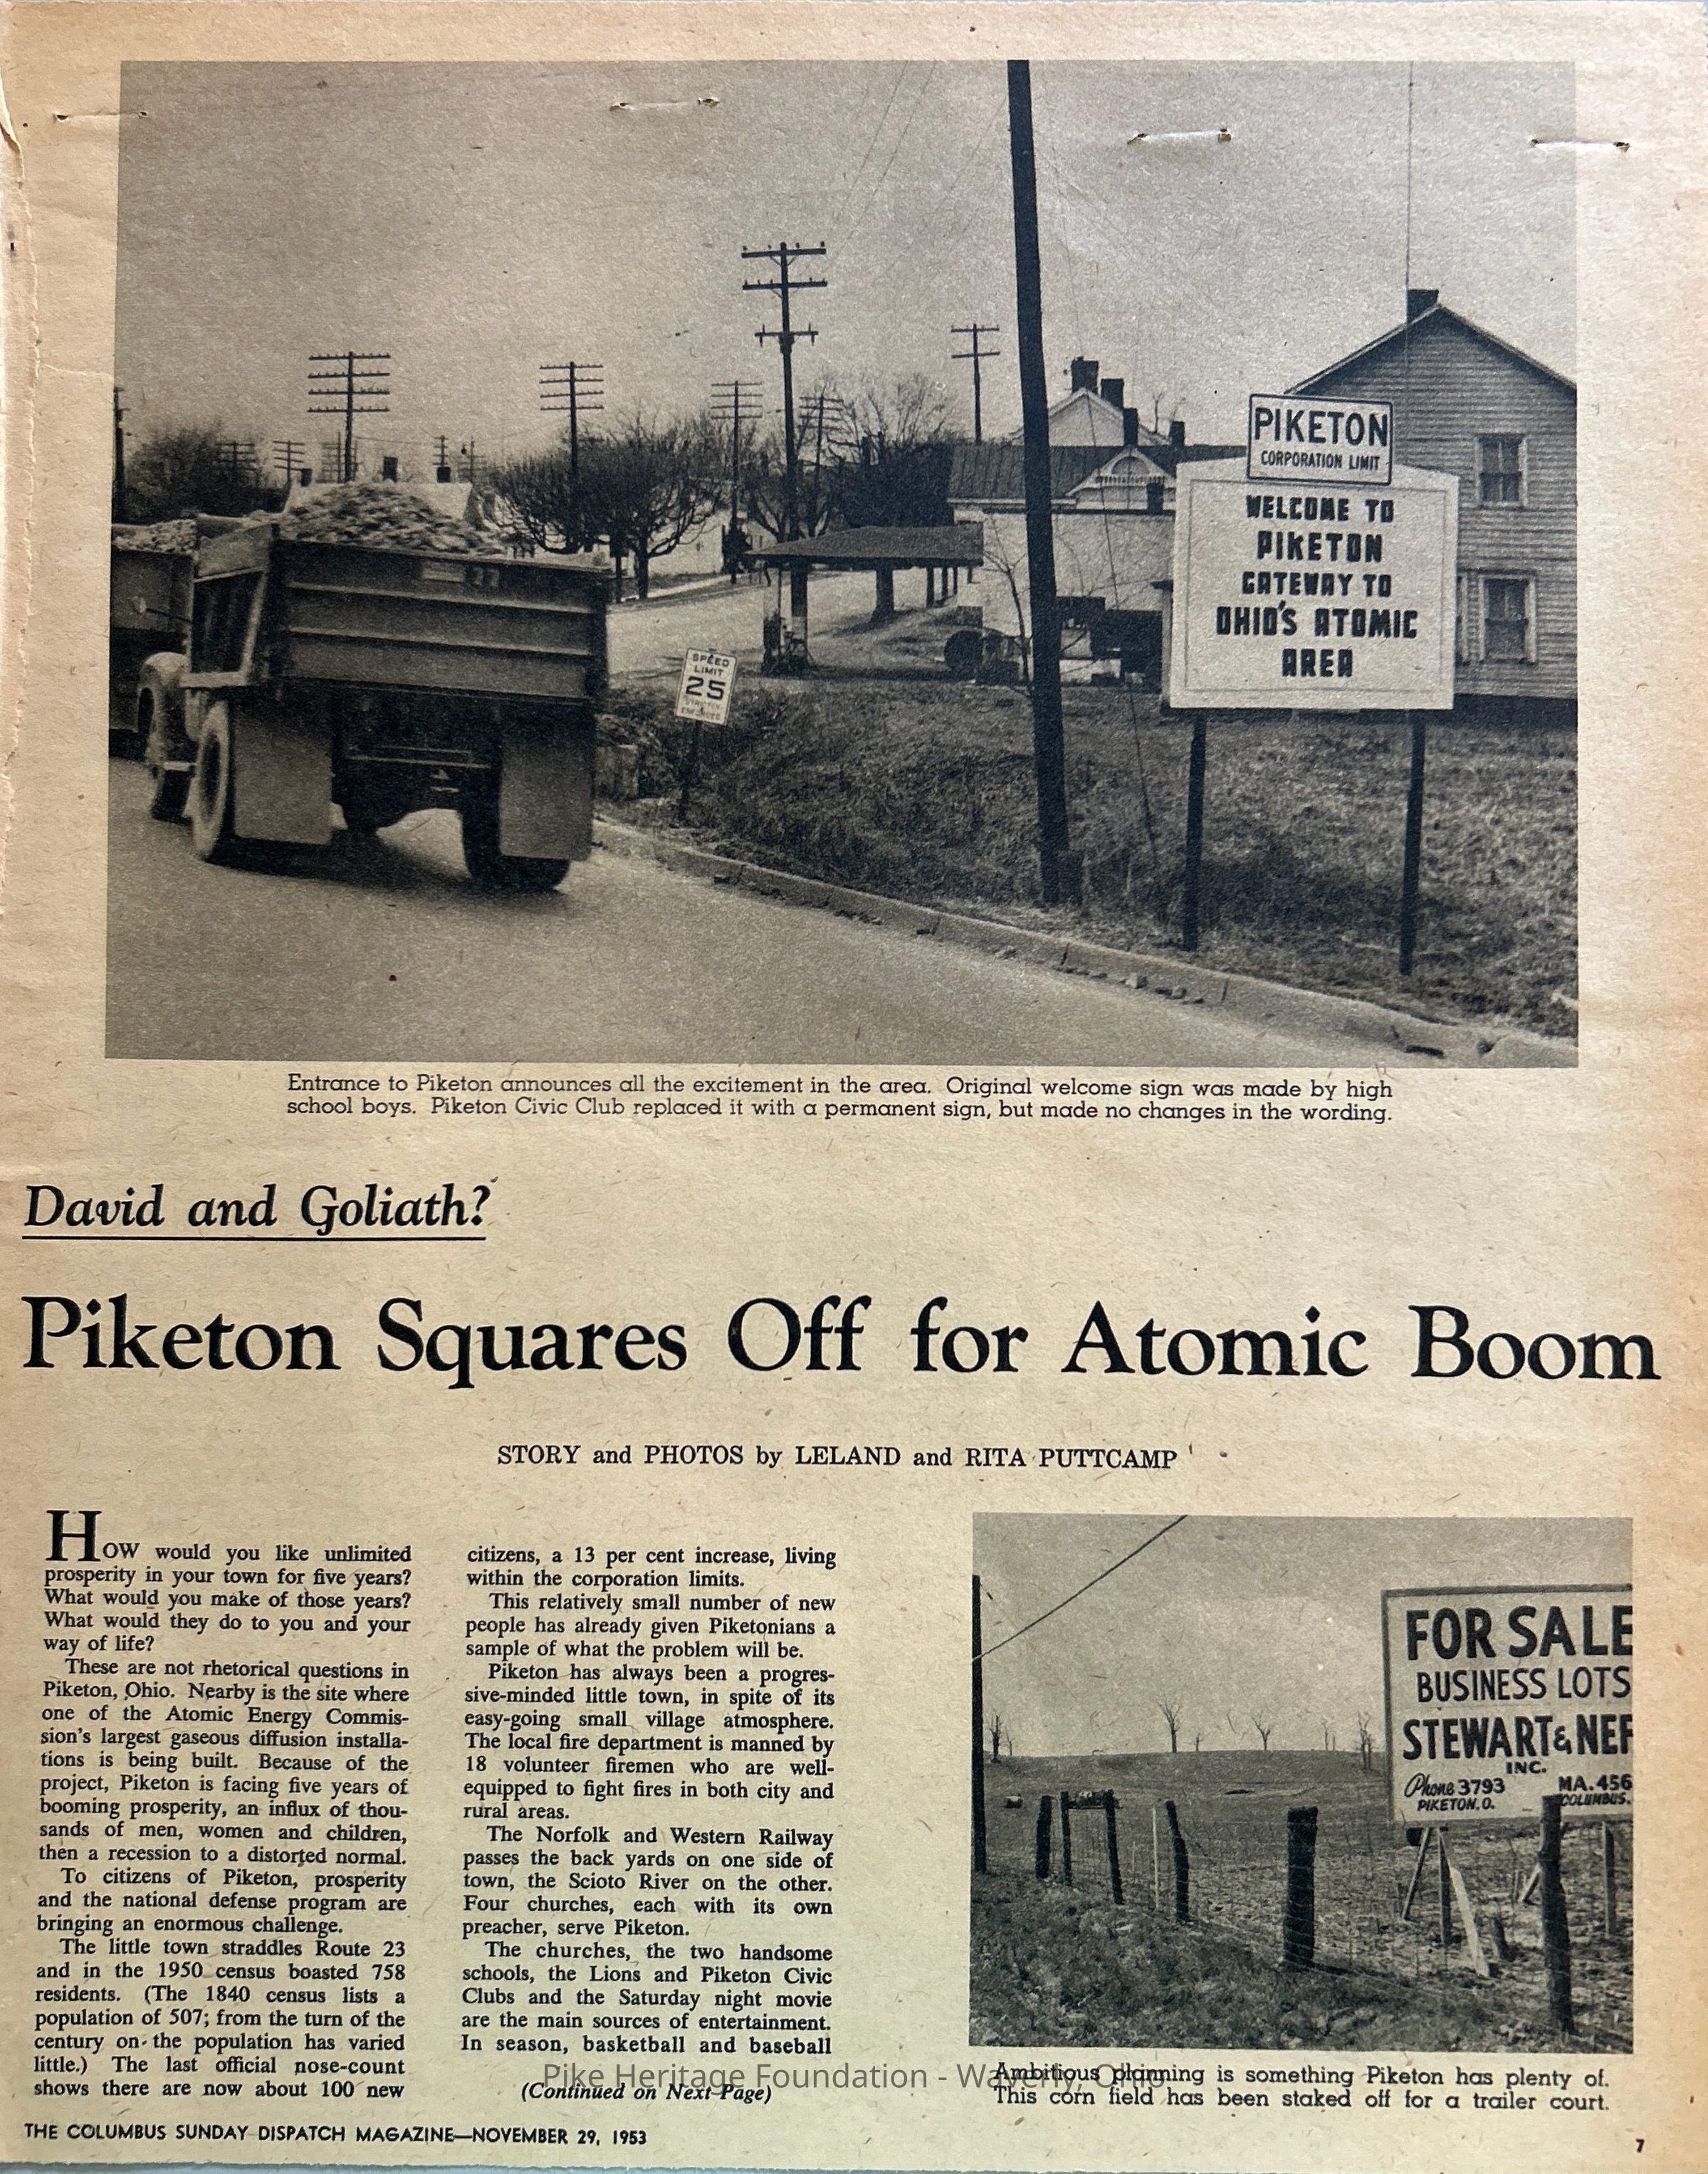 PIKETON
CORPORATION LIMIT
WELCOME TO
PIKETON
GATEWAY TO
OHIO'S ATOMIC
AREA
SPEED
LIMIT
25
Entrance to Piketon announces all the excitement in the area. Original welcome sign was made by high
school boys. Piketon Civic Club replaced it with a permanent sign, but made no changes in the wording.
David and Goliath?
Piketon Squares Off for Atomic Boom
STORY and PHOTOS by LELAND and RITA PUTTCAMP
How would you like unlimited
prosperity in your town for five years?
What would you make of those years?
What would they do to you and your
way of life?
These are not rhetorical questions in
Piketon, Ohio. Nearby is the site where
one of the Atomic Energy Commis-
sion's largest gaseous diffusion installa-
tions is being built. Because of the
project, Piketon is facing five years of
booming prosperity, an influx of thou-
sands of men, women and children,
then a recession to a distorted normal.
To citizens of Piketon, prosperity
and the national defense program are
bringing an enormous challenge.
The little town straddles Route 23
and in the 1950 census boasted 758
residents. (The 1840 census lists a
population of 507; from the turn of the
century on the population has varied
little.) The last official nose-count
shows there are now about 100 new
citizens, a 13 per cent increase, living
within the corporation limits.
This relatively small number of new
people has already given Piketonians a
sample of what the problem will be.
Piketon has always been a progres-
sive-minded little town, in spite of its
easy-going small village atmosphere.
The local fire department is manned by
18 volunteer firemen who are well-
equipped to fight fires in both city and
rural areas.
The Norfolk and Western Railway
passes the back yards on one side of
town, the Scioto River on the other.
Four churches, each with its own
preacher, serve Piketon.
The churches, the two handsome
schools, the Lions and Piketon Civic
Clubs and the Saturday night movie
are the main sources of entertainment.
In season, basketball and baseball
(Continued on Next Page)
FOR SALE
BUSINESS LOTS
STEWART & NEF
INC.
Phone 3793
PIKETON. O.
MA. 456
COLUMBUS.
Ambitious planning is something Piketon has plenty of.
This corn field has been staked off for a trailer court.
Pike Heritage Foundation - Waverly, Ohio
THE COLUMBUS SUNDAY DISPATCH MAGAZINE—NOVEMBER 29, 1953
7